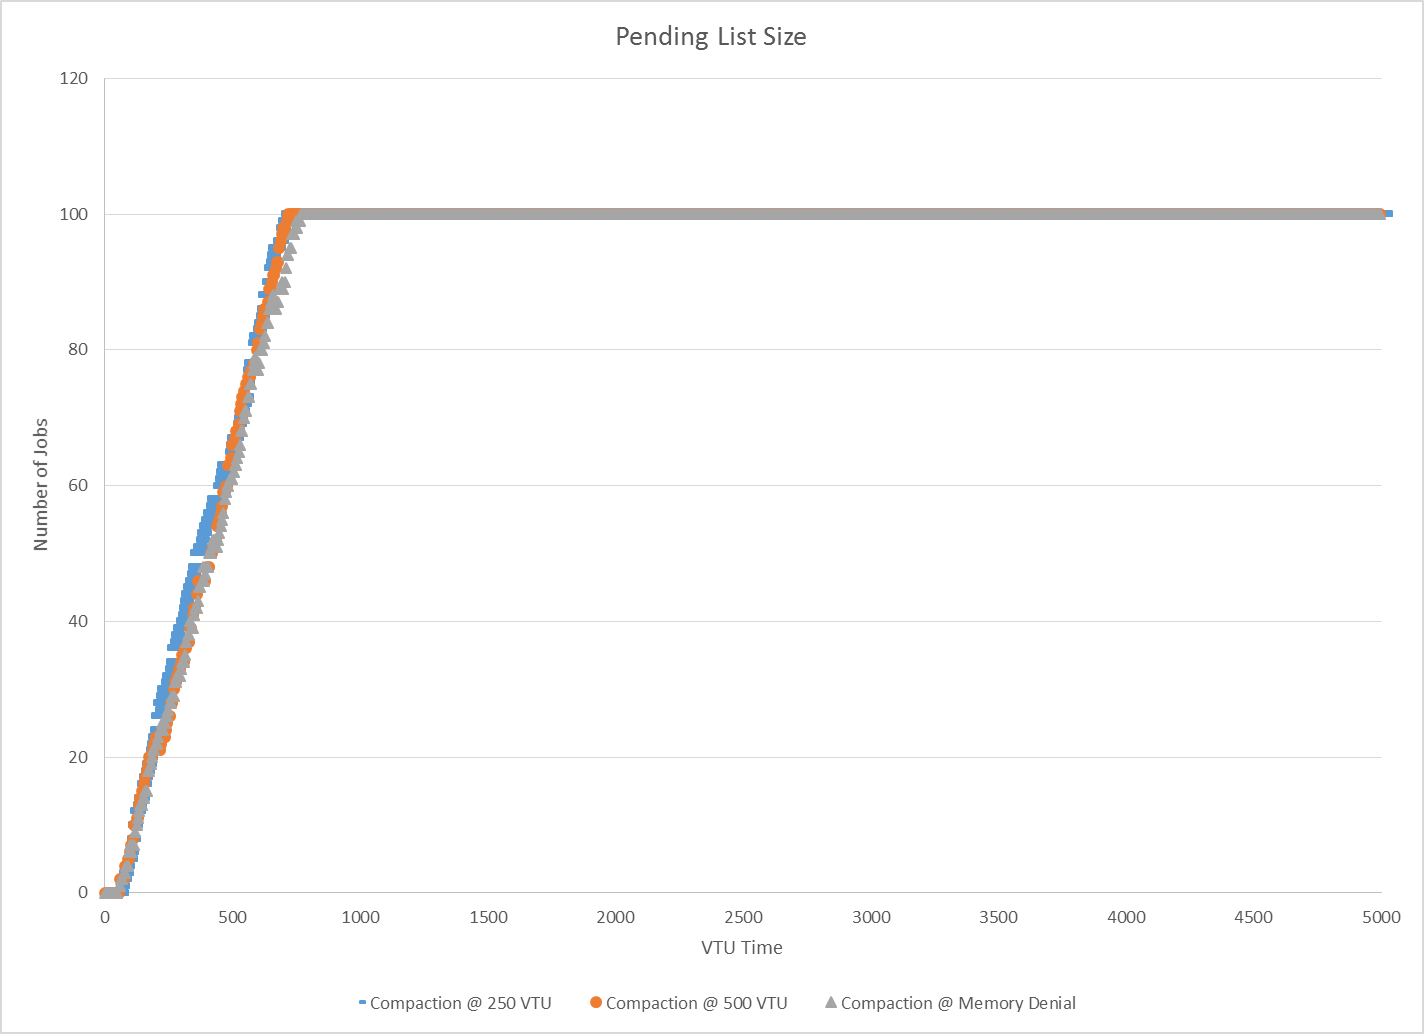 Pending List Size
120
100
80
60
40
20
0
Number of Jobs
0 500 1000 1500 2000 2500 3000 3500 4000 4500 5000
VTU Time
Compaction @ 250 VTU Compaction @ 500 VTU Compaction @ Memory Denial